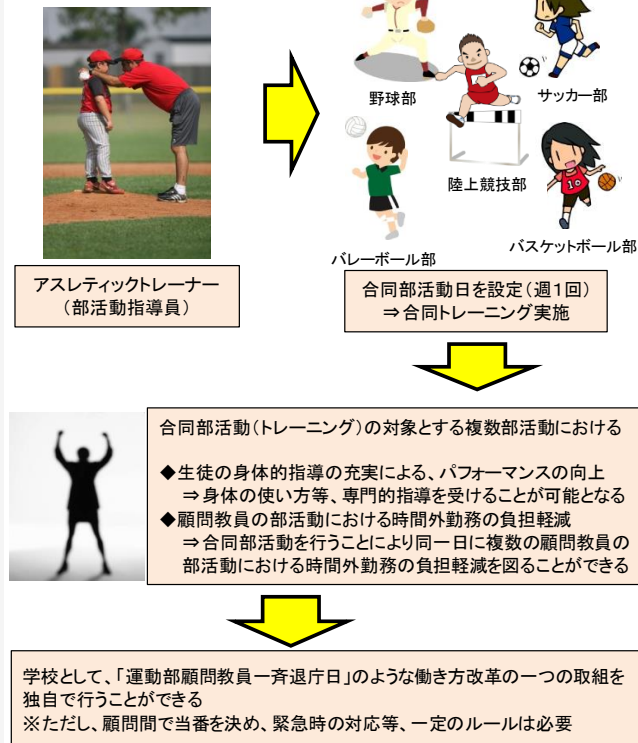 野球部
サッカー部
陸上競技部
バレーボール部
バスケットボール部
10
アスレティックトレーナー
（部活動指導員）
合同部活動日を設定（週１回）
⇒合同トレーニング実施
合同部活動（トレーニング）の対象とする複数部活動における
◆生徒の身体的指導の充実による、パフォーマンスの向上
⇒身体の使い方等、専門的指導を受けることが可能となる
◆顧問教員の部活動における時間外勤務の負担軽減
⇒合同部活動を行うことにより同一日に複数の顧問教員の
部活動における時間外勤務の負担軽減を図ることができる
学校として、「運動部顧問教員一斉退庁日」のような働き方改革の一つの取組を
独自で行うことができる
※ただし、顧問間で当番を決め、緊急時の対応等、一定のルールは必要